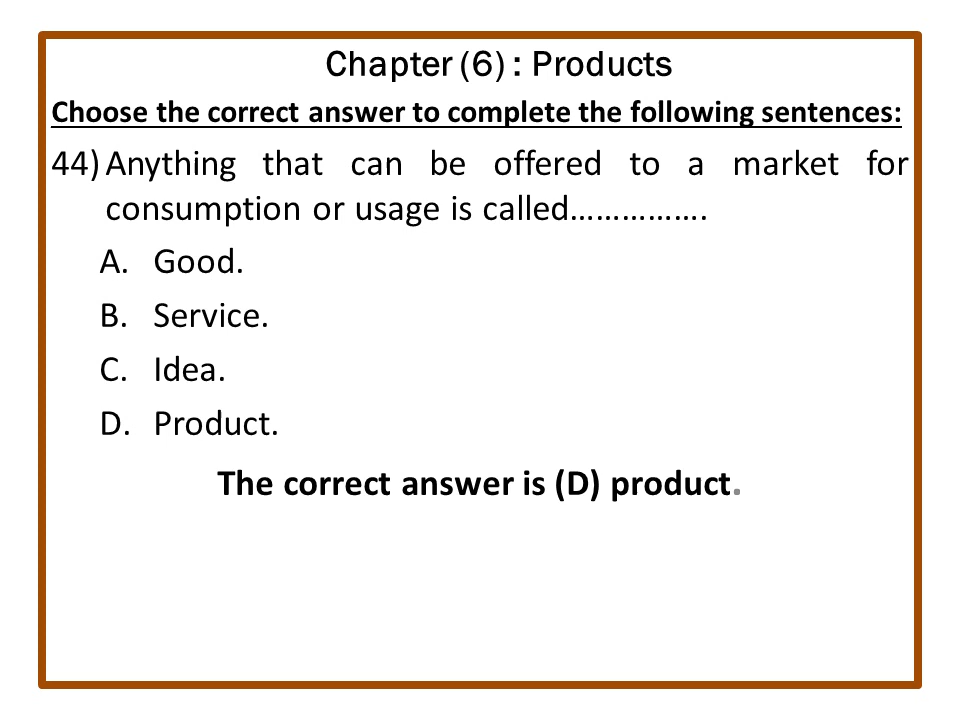 Chapter (6) : Products
Choose the correct answer to complete the following sentences:
44) Anything that can be offered to a market for
consumption or usage is called…………….
A. Good.
B. Service.
C. Idea.
D. Product.
The correct answer is (D) product.